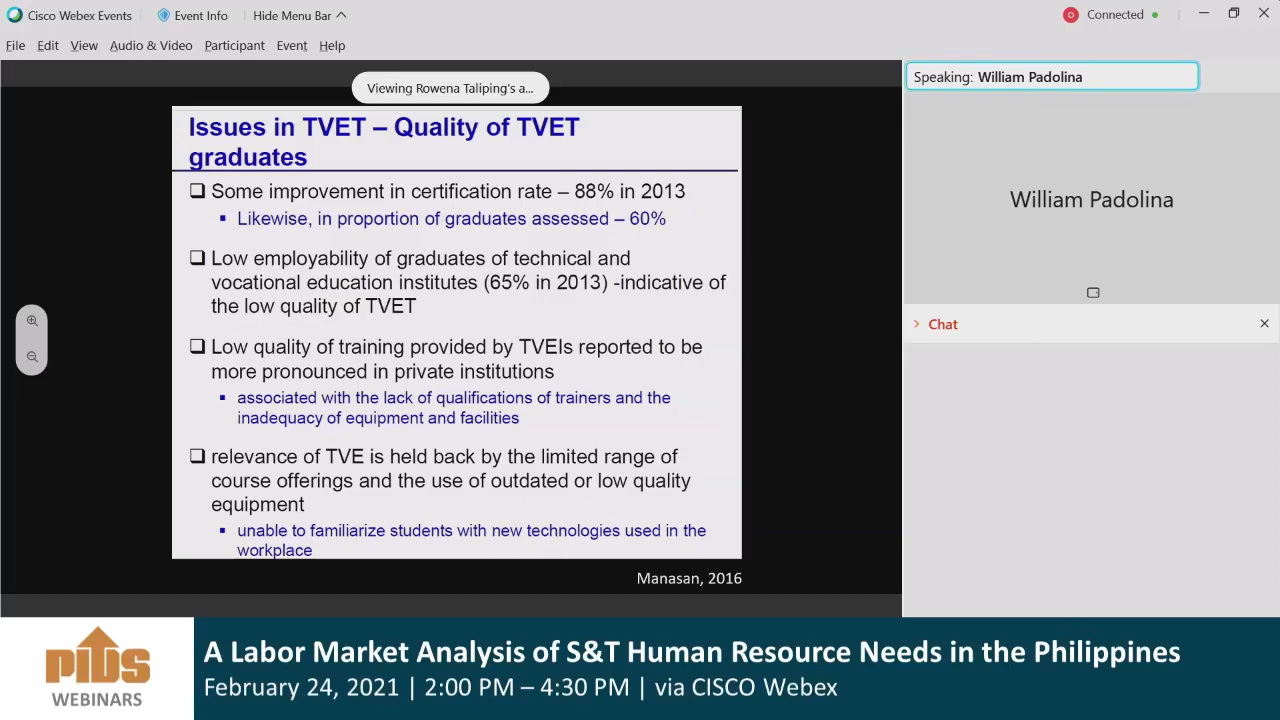 Cisco Webex Events
Event Info
Hide Menu Bar
Connected
File Edit View Audio & Video Participant Event Help
Viewing Rowena Taliping's a...
Speaking: William Padolina
William Padolina
Chat
Issues in TVET – Quality of TVET
graduates
Some improvement in certification rate – 88% in 2013
Likewise, in proportion of graduates assessed – 60%
Low employability of graduates of technical and
vocational education institutes (65% in 2013) -indicative of
the low quality of TVET
Low quality of training provided by TVEIs reported to be
more pronounced in private institutions
associated with the lack of qualifications of trainers and the
inadequacy of equipment and facilities
relevance of TVE is held back by the limited range of
course offerings and the use of outdated or low quality
equipment
unable to familiarize students with new technologies used in the
workplace
Manasan, 2016
PIDS
WEBINARS
A Labor Market Analysis of S&T Human Resource Needs in the Philippines
February 24, 2021 | 2:00 PM – 4:30 PM | via CISCO Webex